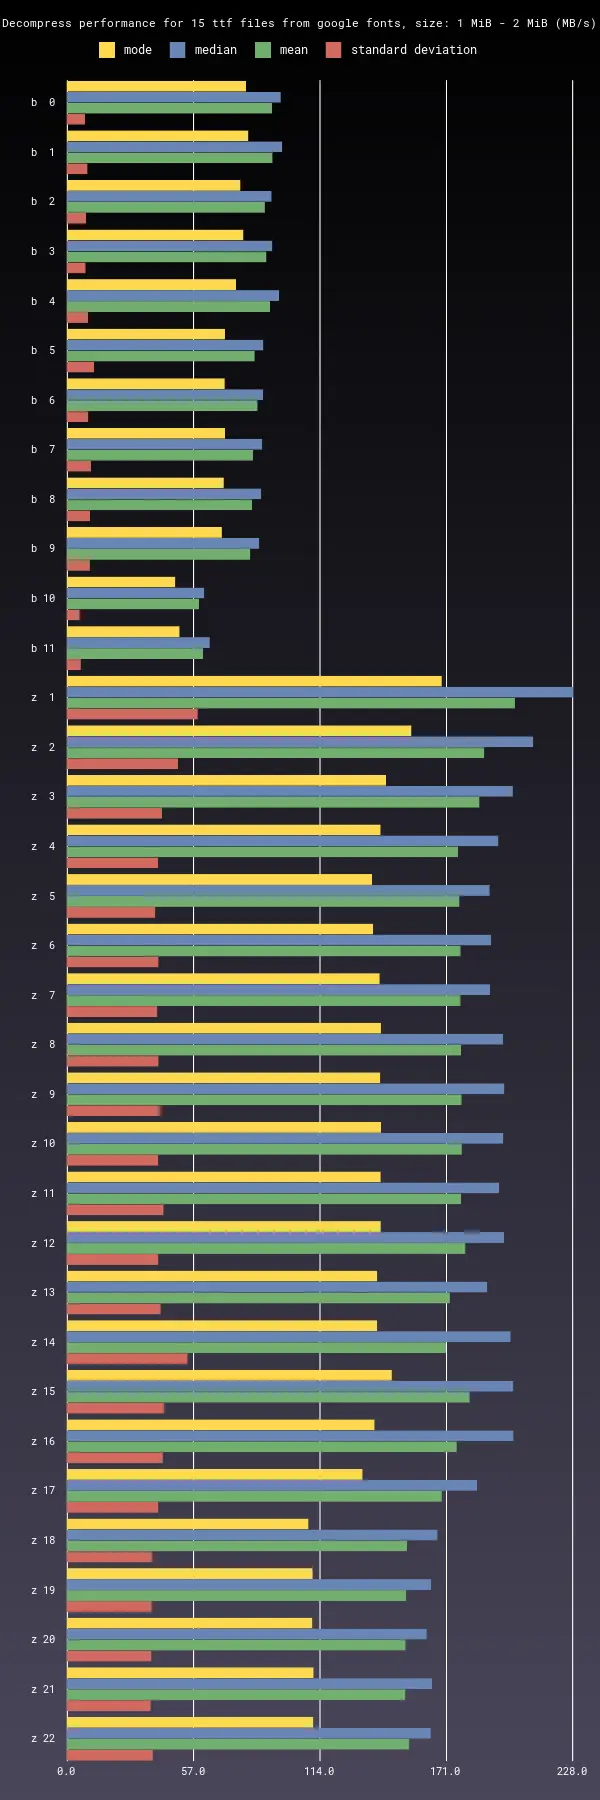 Decompress performance for 15 ttf files from google fonts, size: 1 MiB - 2 MiB (MB/s)
mode median mean standard deviation
b 0
b 1
b 2
b 3
b 4
b 5
b 6
b 7
b 8
b 9
b 10
b 11
z 1
z 2
z 3
z 4
z 5
z 6
z 7
z 8
z 9
z 10
z 11
z 12
z 13
z 14
z 15
z 16
z 17
z 18
z 19
z 20
z 21
z 22
0.0 57.0 114.0 171.0 228.0